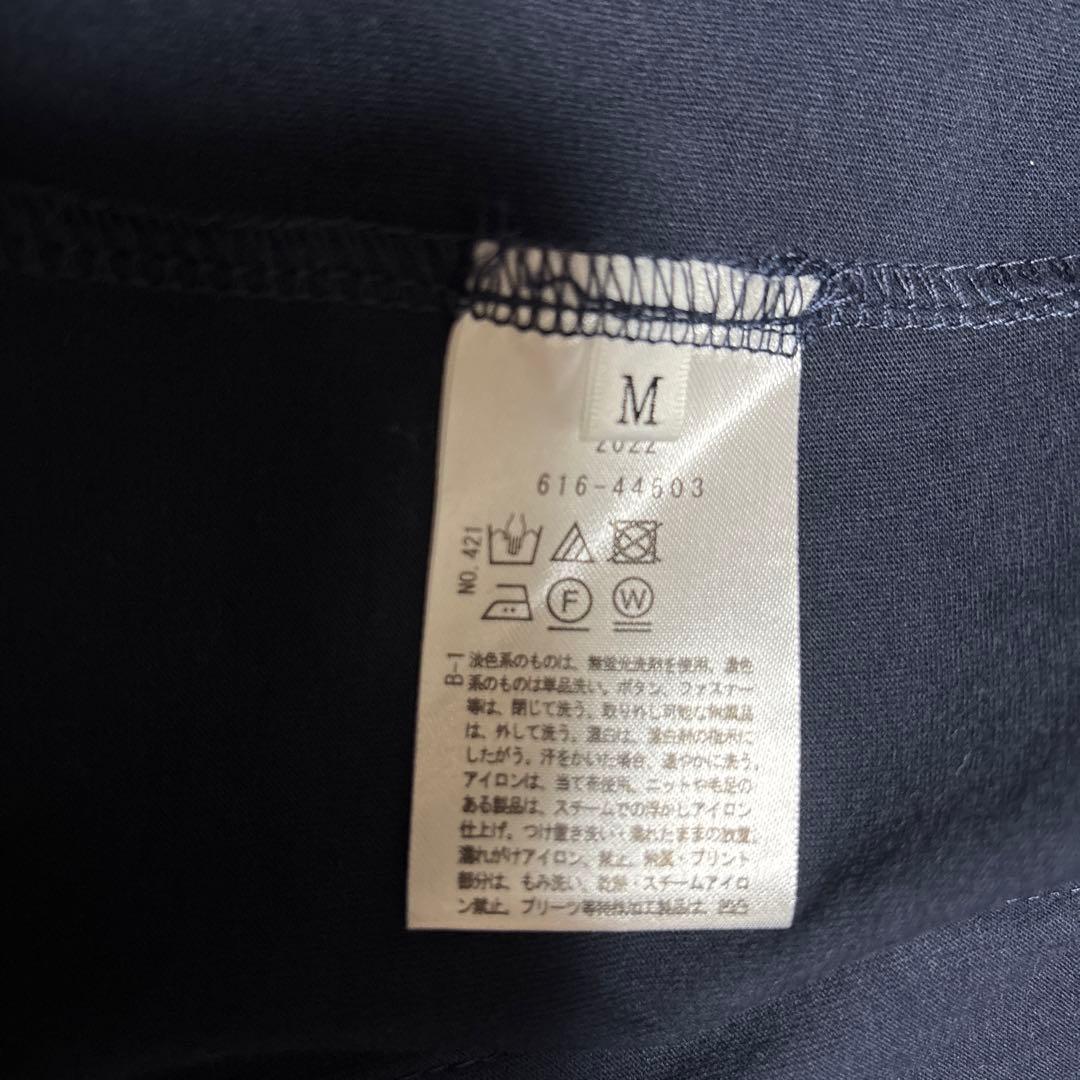 M
2022
616-44603
NO. 421
F W
B-1
淡色系のものは、無蛍光洗剤を使用、濃色
系のものは単品洗い。ボタン、ファスナー
等は、閉じて洗う。取り外し可能な附属品
は、外して洗う。漂白は、漂白剤の指示に
したがう。汗をかいた場合、速やかに洗う。
アイロンは、当て布使用、ニットや毛足の
ある製品は、スチームでの浮かしアイロン
仕上げ。つけ置き洗い・濡れたままの放置、
濡れがけアイロン、禁止。附属・プリント
部分は、もみ洗い、乾燥・スチームアイロ
ン禁止。プリーツ等特殊加工製品は、凹凸